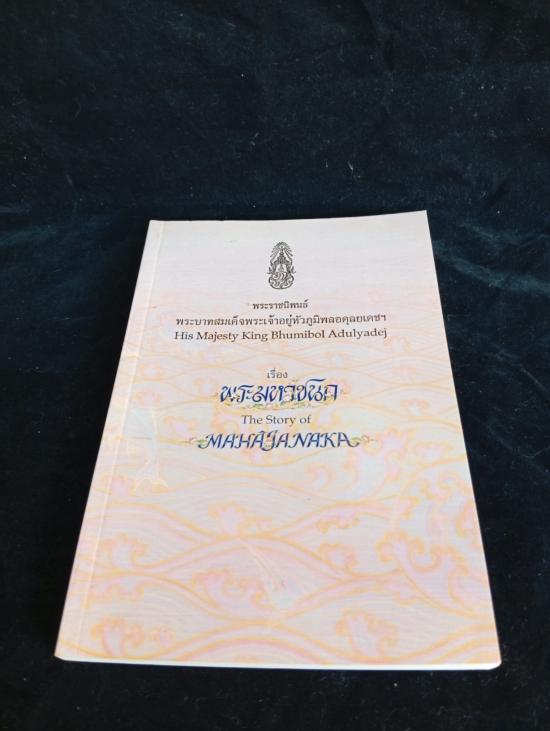 พระราชนิพนธ์
พระบาทสมเด็จพระเจ้าอยู่หัวภูมิพลอดุลยเดชฯ
His Majesty King Bhumibol Adulyadej
เรื่อง
พระมหาชนก
The Story of
MAHĀJANAKA